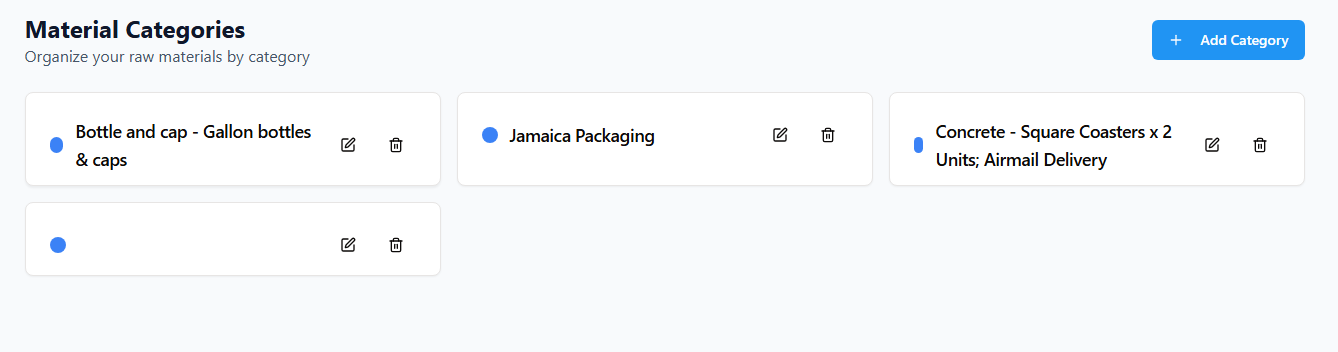 Material Categories
Organize your raw materials by category
Add Category
Bottle and cap - Gallon bottles
& caps
Jamaica Packaging
Concrete - Square Coasters x 2
Units; Airmail Delivery